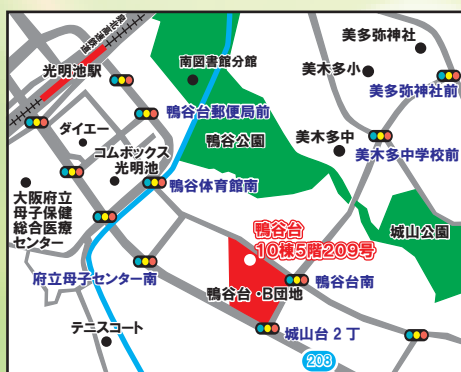 泉北高速鉄道
光明池駅
南図書館分館
美多弥神社
美木多小
美多弥神社前
鴨谷台郵便局前
ダイエー
コムボックス
光明池
鴨谷公園
美木多中
美木多中学校前
鴨谷体育館南
大阪府立
母子保健
総合医療
センター
城山公園
鴨谷台
10棟5階209号
府立母子センター南
鴨谷台・B団地
鴨谷台南
テニスコート
城山台2丁
208